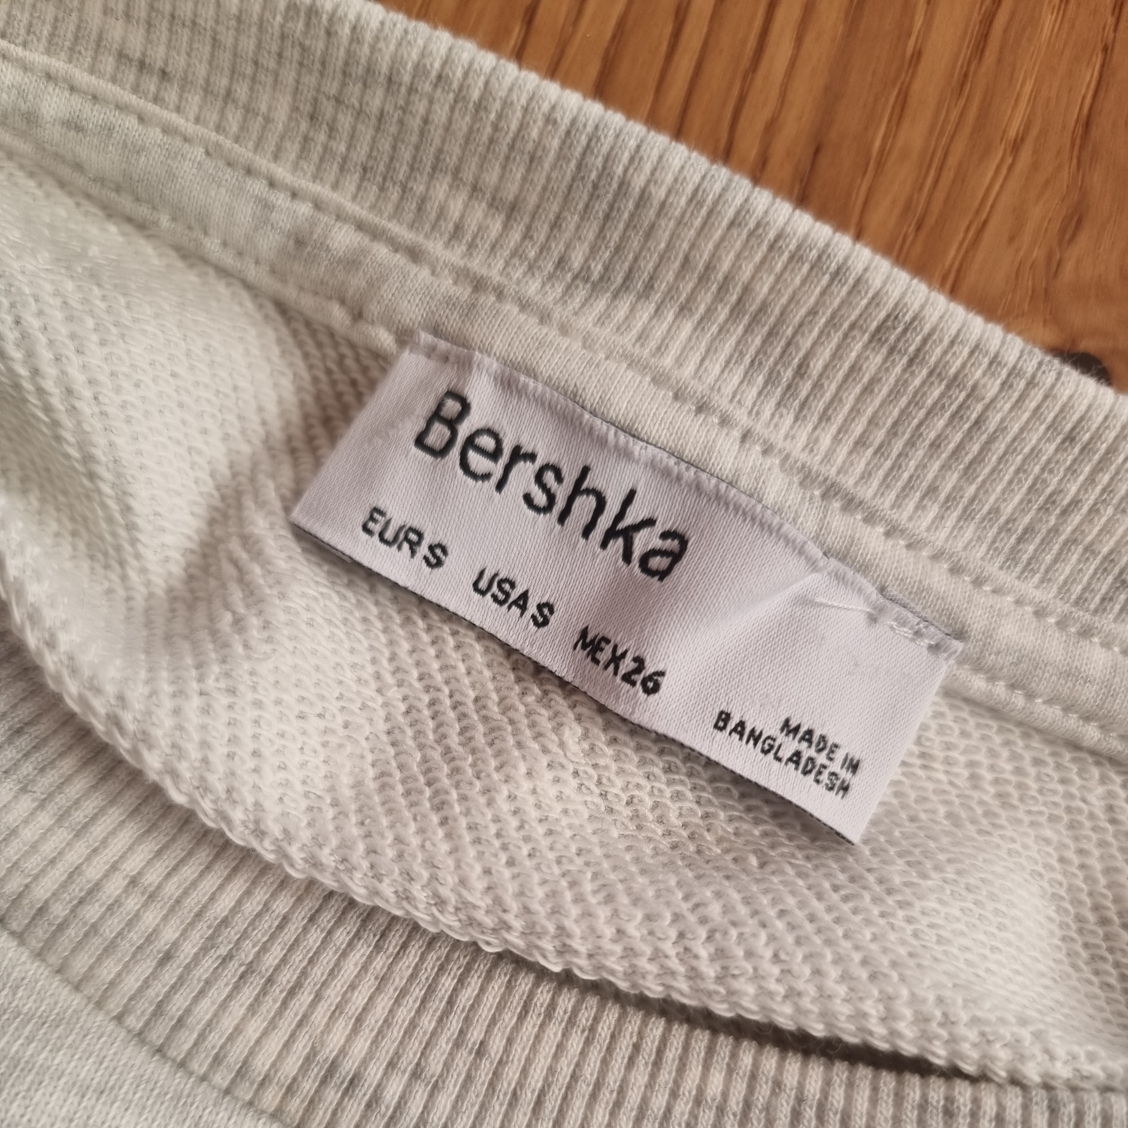 Bershka
EUR S USA S MEX 26
MADE IN
BANGLADESH